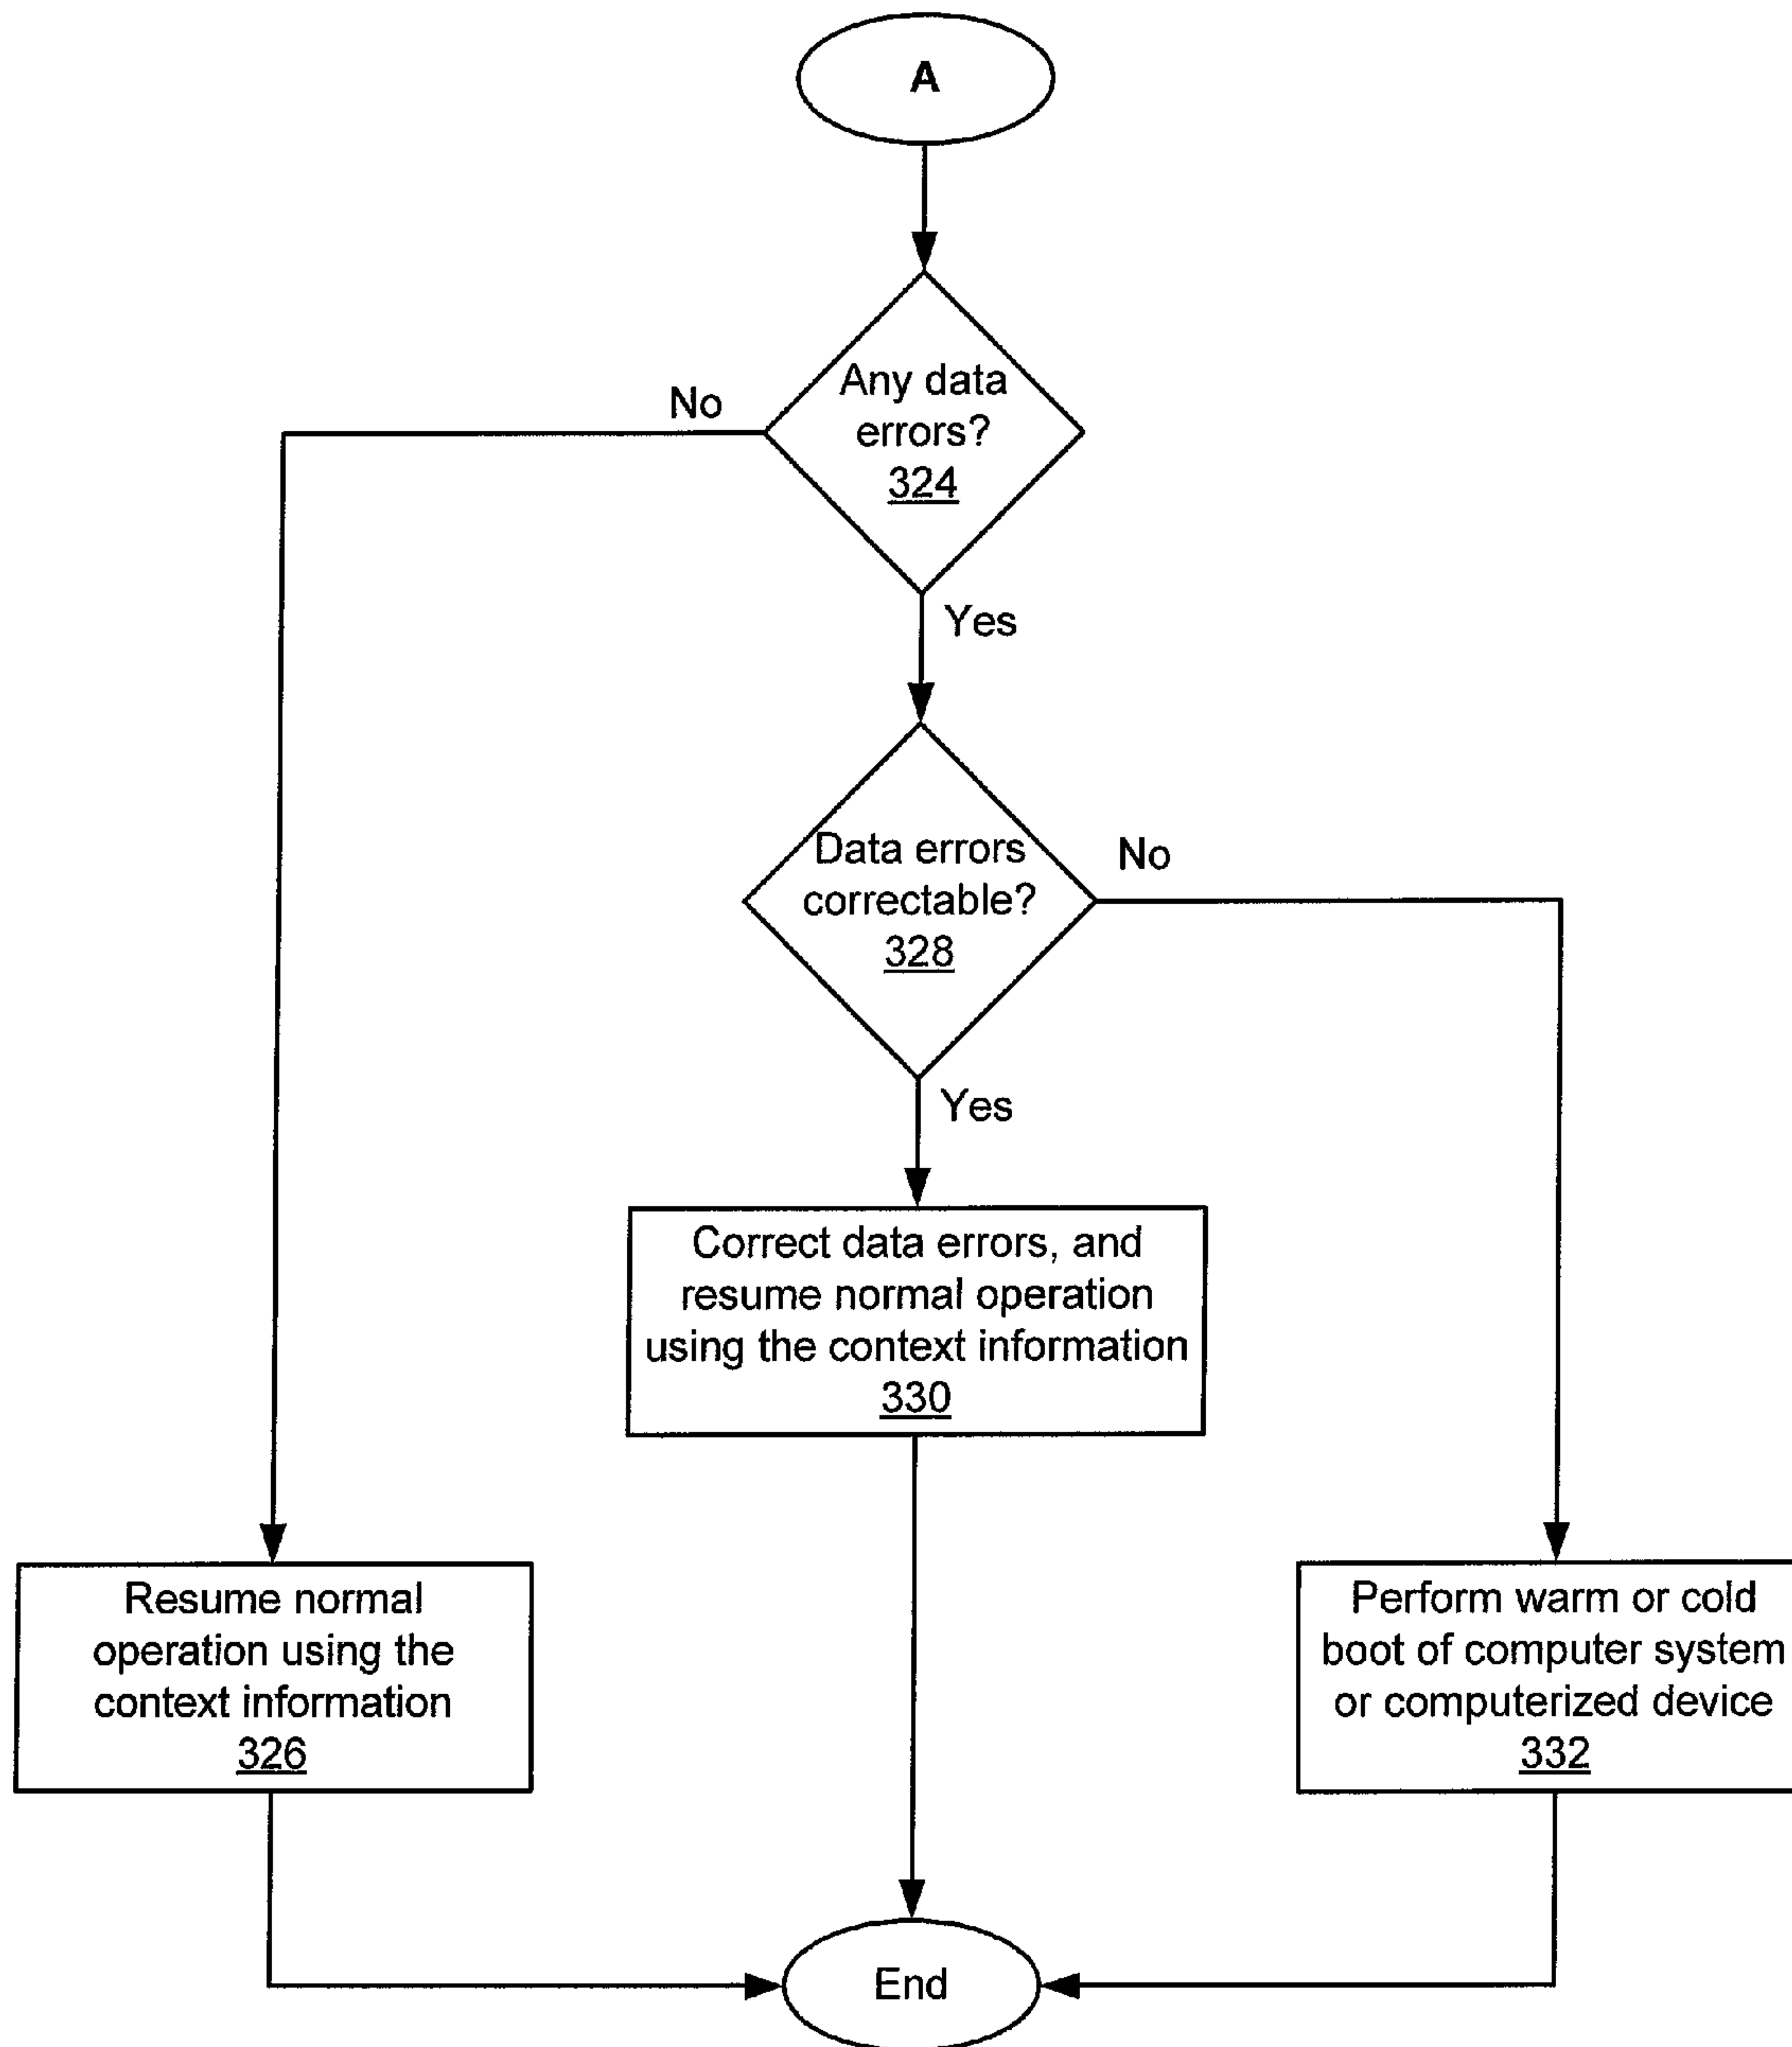 A
Any data
errors?
324
No
Yes
Data errors
correctable?
328
No
Yes
Correct data errors, and
resume normal operation
using the context information
330
Resume normal
operation using the
context information
326
Perform warm or cold
boot of computer system
or computerized device
332
End